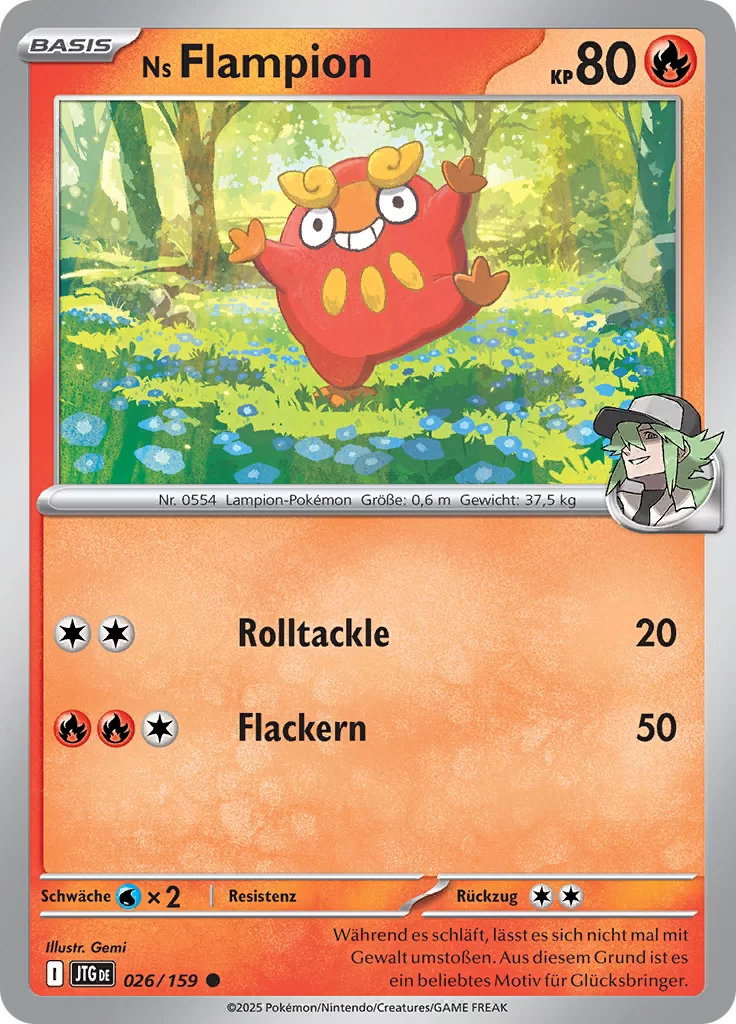 BASIS
Ns Flampion
KP 80
Nr. 0554 Lampion-Pokémon Größe: 0,6 m Gewicht: 37,5 kg
Rolltackle 20
Flackern 50
Schwäche ×2 Resistenz Rückzug
Illustr. Gemi
Während es schläft, lässt es sich nicht mal mit
Gewalt umstoßen. Aus diesem Grund ist es
ein beliebtes Motiv für Glücksbringer.
I JTG DE 026/159
©2025 Pokémon/Nintendo/Creatures/GAME FREAK